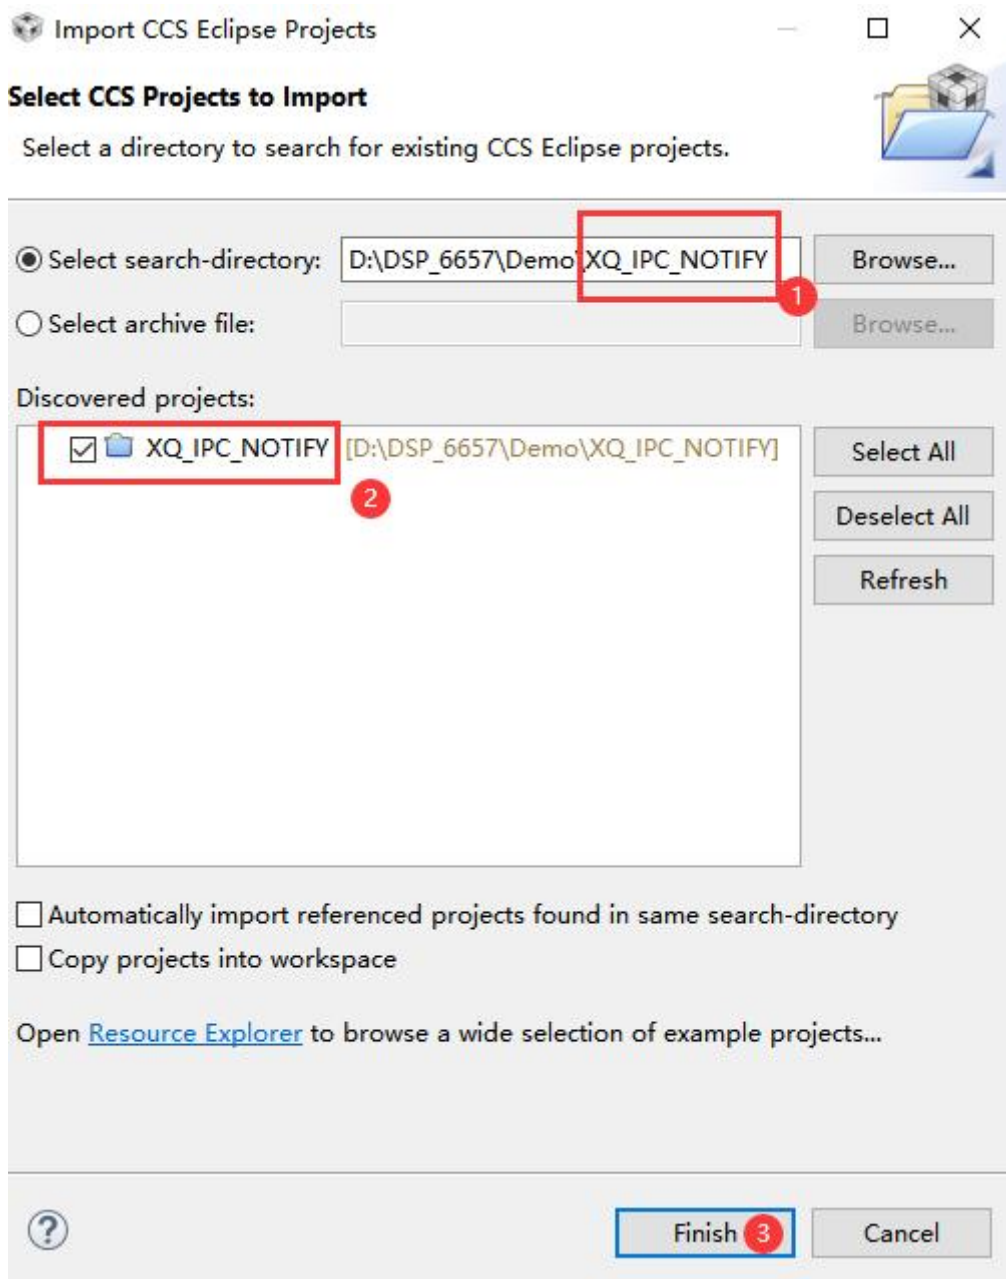 Import CCS Eclipse Projects
Select CCS Projects to Import
Select a directory to search for existing CCS Eclipse projects.
Select search-directory: D:\DSP_6657\Demo\XQ_IPC_NOTIFY Browse...
1
Select archive file: Browse...
Discovered projects:
XQ_IPC_NOTIFY [D:\DSP_6657\Demo\XQ_IPC_NOTIFY] Select All
2
Deselect All
Refresh
Automatically import referenced projects found in same search-directory
Copy projects into workspace
Open Resource Explorer to browse a wide selection of example projects...
? Finish 3 Cancel